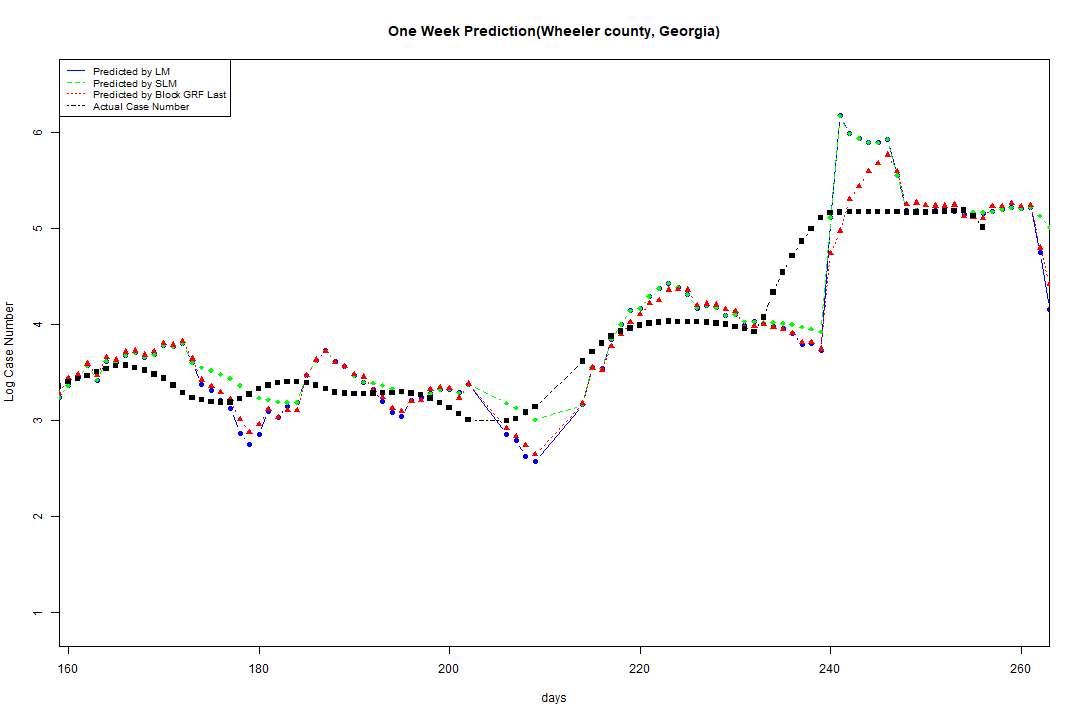 One Week Prediction(Wheeler county, Georgia)
Predicted by LM
Predicted by SLM
Predicted by Block GRF Last
Actual Case Number
6
5
4
3
2
1
Log Case Number
160 180 200 220 240 260
days